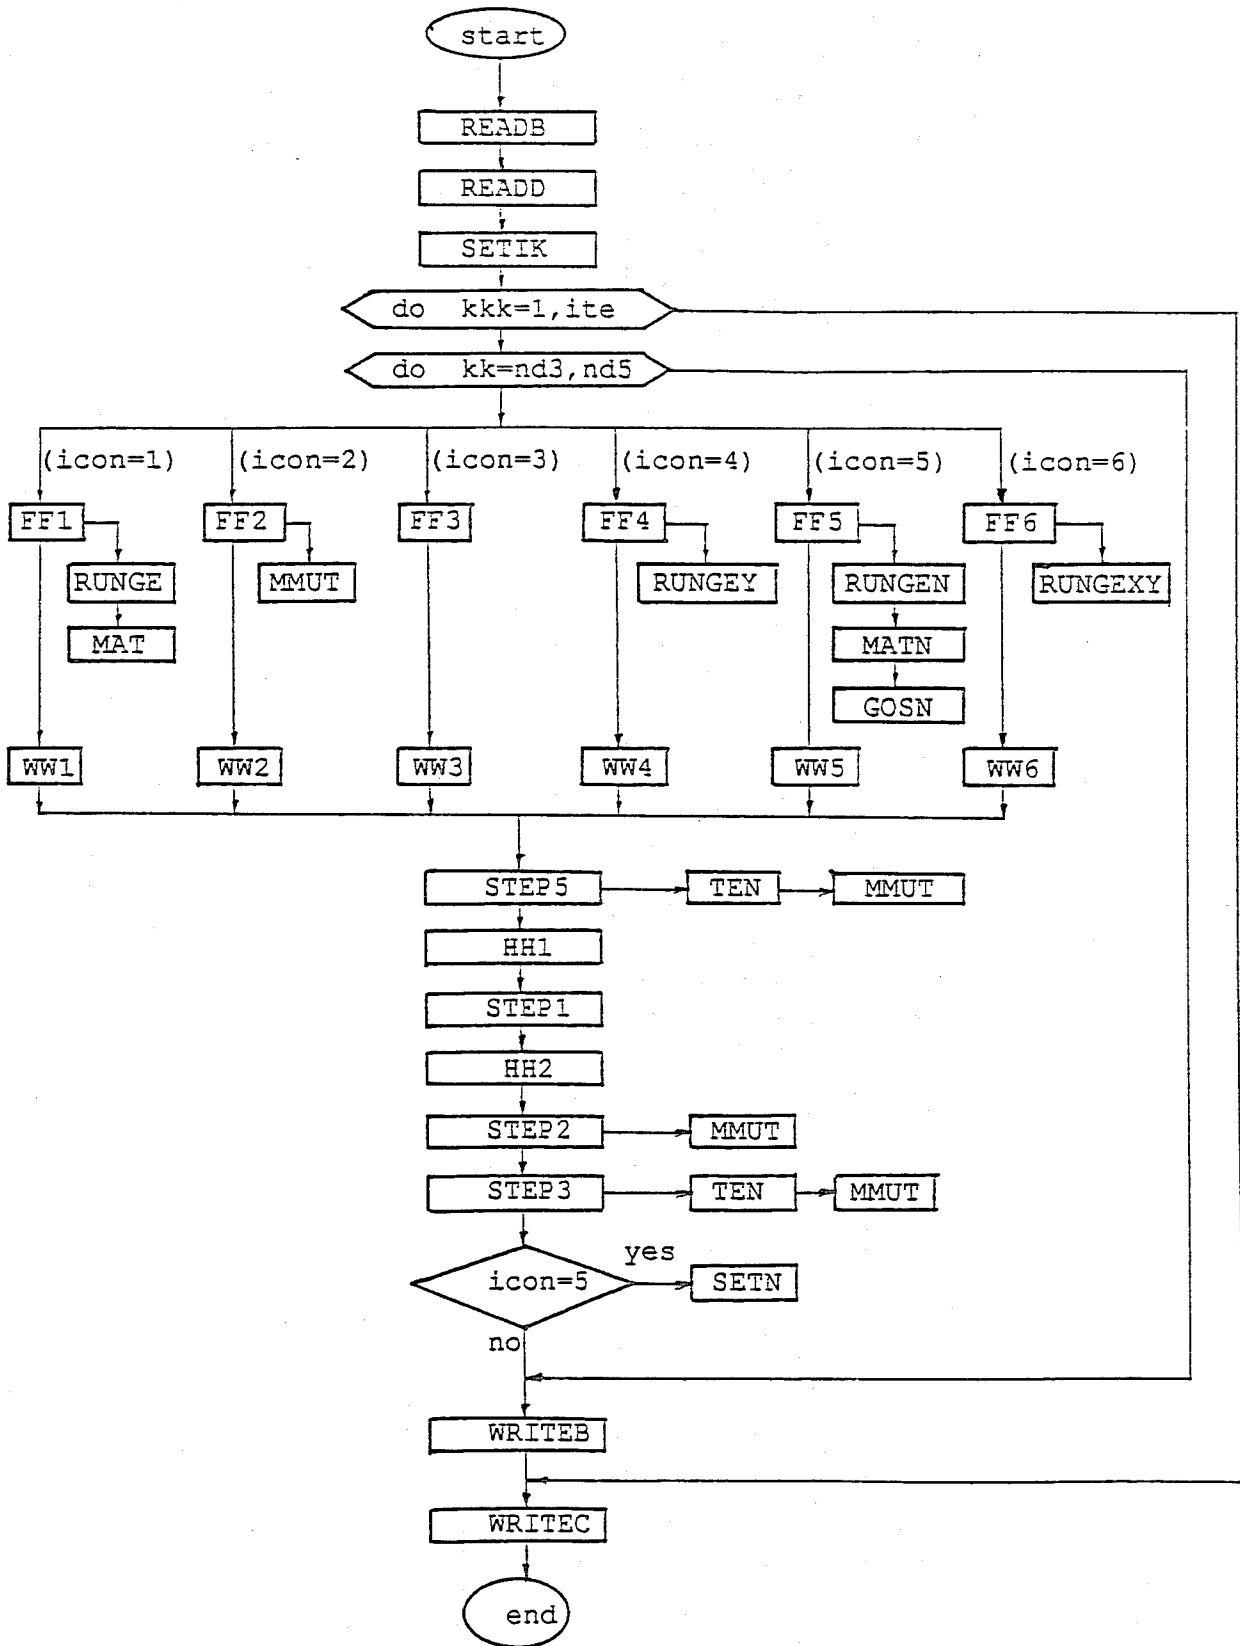 start
READB
READD
SETIK
do kkk=1,ite
do kk=nd3,nd5
(icon=1) (icon=2) (icon=3) (icon=4) (icon=5) (icon=6)
FF1 FF2 FF3 FF4 FF5 FF6
RUNGE MMUT RUNGEY RUNGEN RUNGEXY
MAT MATN
GOSN
WW1 WW2 WW3 WW4 WW5 WW6
STEP5 TEN MMUT
HH1
STEP1
HH2
STEP2 MMUT
STEP3 TEN MMUT
yes
icon=5 SETN
no
WRITEB
WRITEC
end